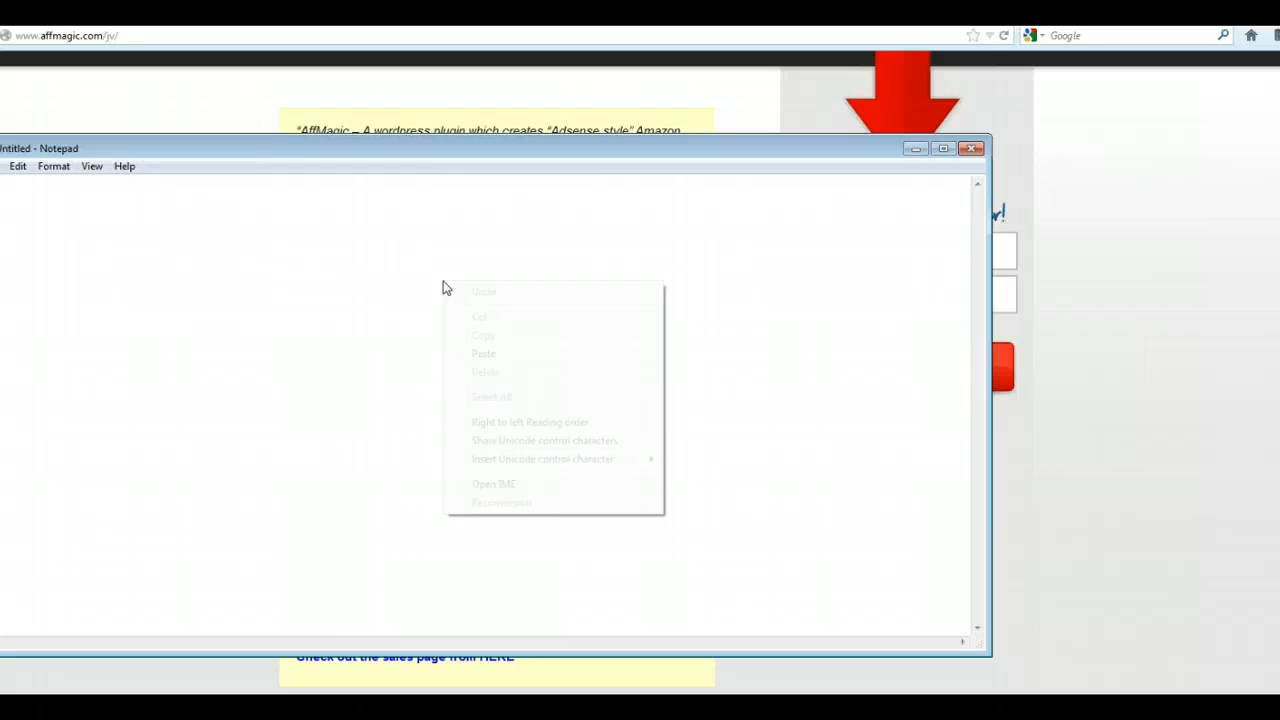 www.affmagic.com/jv/
Google
"AffMagic – A wordpress plugin which creates "Adsense style" Amazon
ntitled - Notepad
Edit Format View Help
r!
Undo
Cut
Copy
Paste
Delete
Select All
Right to left Reading order
Show Unicode control characters
Insert Unicode control character
Open IME
Reconversion
Check out the sales page from HERE